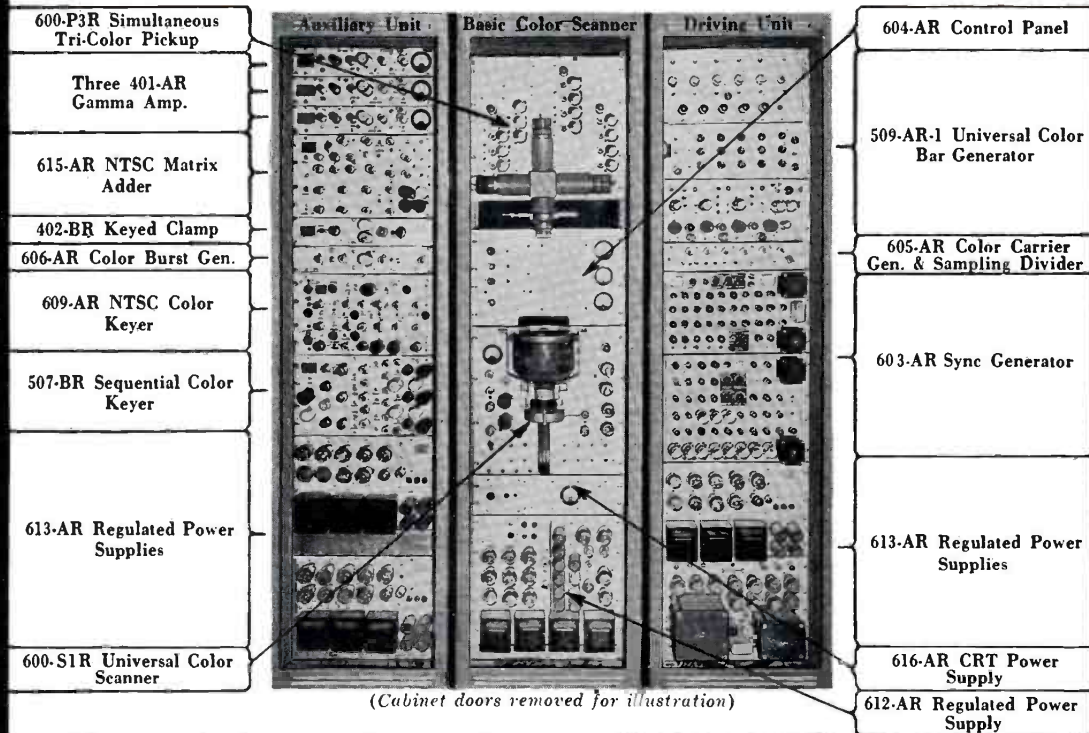 Auxiliary Unit
Basic Color Scanner
Driving Unit
600-P3R Simultaneous
Tri-Color Pickup
Three 401-AR
Gamma Amp.
615-AR NTSC Matrix
Adder
402-BR Keyed Clamp
606-AR Color Burst Gen.
609-AR NTSC Color
Keyer
507-BR Sequential Color
Keyer
613-AR Regulated Power
Supplies
600-S1R Universal Color
Scanner
604-AR Control Panel
509-AR-1 Universal Color
Bar Generator
605-AR Color Carrier
Gen. & Sampling Divider
603-AR Sync Generator
613-AR Regulated Power
Supplies
616-AR CRT Power
Supply
612-AR Regulated Power
Supply
(Cabinet doors removed for illustration)